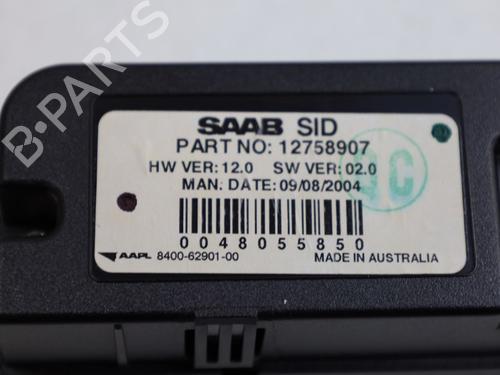 B-PARTS
SAAB SID
PART NO: 12758907
HW VER: 12.0 SW VER: 02.0
MAN. DATE: 09/08/2004
QC
0048055850
AAPL 8400-62901-00 MADE IN AUSTRALIA